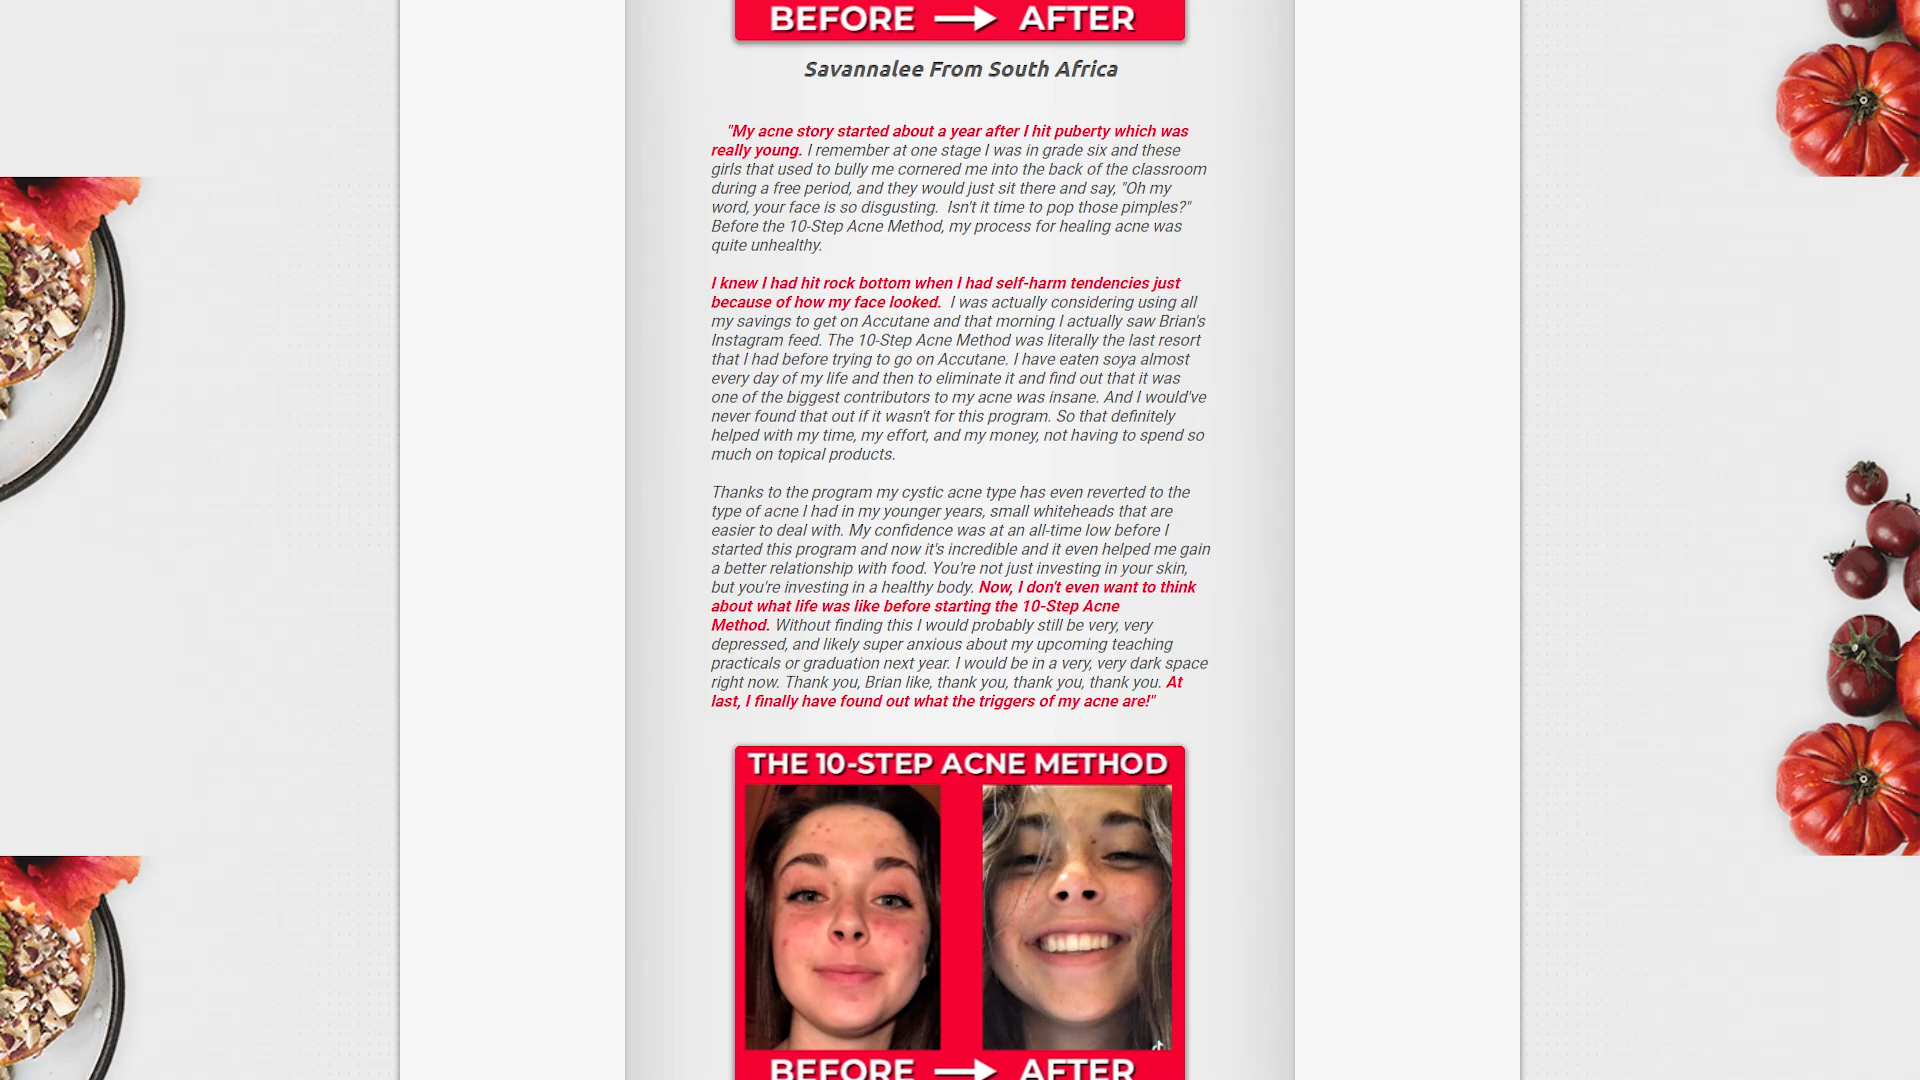 BEFORE → AFTER
Savannalee From South Africa
"My acne story started about a year after I hit puberty which was
really young. I remember at one stage I was in grade six and these
girls that used to bully me cornered me into the back of the classroom
during a free period, and they would just sit there and say, "Oh my
word, your face is so disgusting.  Isn't it time to pop those pimples?"
Before the 10-Step Acne Method, my process for healing acne was
quite unhealthy.
I knew I had hit rock bottom when I had self-harm tendencies just
because of how my face looked.  I was actually considering using all
my savings to get on Accutane and that morning I actually saw Brian's
Instagram feed. The 10-Step Acne Method was literally the last resort
that I had before trying to go on Accutane. I have eaten soya almost
every day of my life and then to eliminate it and find out that it was
one of the biggest contributors to my acne was insane. And I would've
never found that out if it wasn't for this program. So that definitely
helped with my time, my effort, and my money, not having to spend so
much on topical products.
Thanks to the program my cystic acne type has even reverted to the
type of acne I had in my younger years, small whiteheads that are
easier to deal with. My confidence was at an all-time low before I
started this program and now it's incredible and it even helped me gain
a better relationship with food. You're not just investing in your skin,
but you're investing in a healthy body. Now, I don't even want to think
about what life was like before starting the 10-Step Acne
Method. Without finding this I would probably still be very, very
depressed, and likely super anxious about my upcoming teaching
practicals or graduation next year. I would be in a very, very dark space
right now. Thank you, Brian like, thank you, thank you, thank you. At
last, I finally have found out what the triggers of my acne are!"
THE 10-STEP ACNE METHOD
BEFORE → AFTER